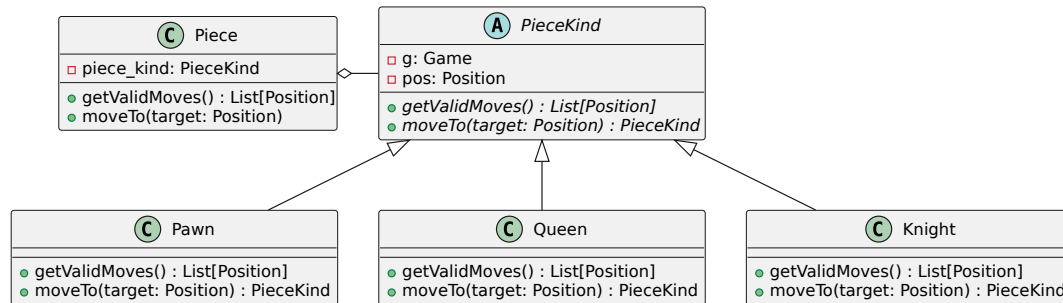 C Piece
piece_kind: PieceKind
getValidMoves() : List[Position]
moveTo(target: Position)
A PieceKind
g: Game
pos: Position
getValidMoves() : List[Position]
moveTo(target: Position) : PieceKind
C Pawn
getValidMoves() : List[Position]
moveTo(target: Position) : PieceKind
C Queen
getValidMoves() : List[Position]
moveTo(target: Position) : PieceKind
C Knight
getValidMoves() : List[Position]
moveTo(target: Position) : PieceKind